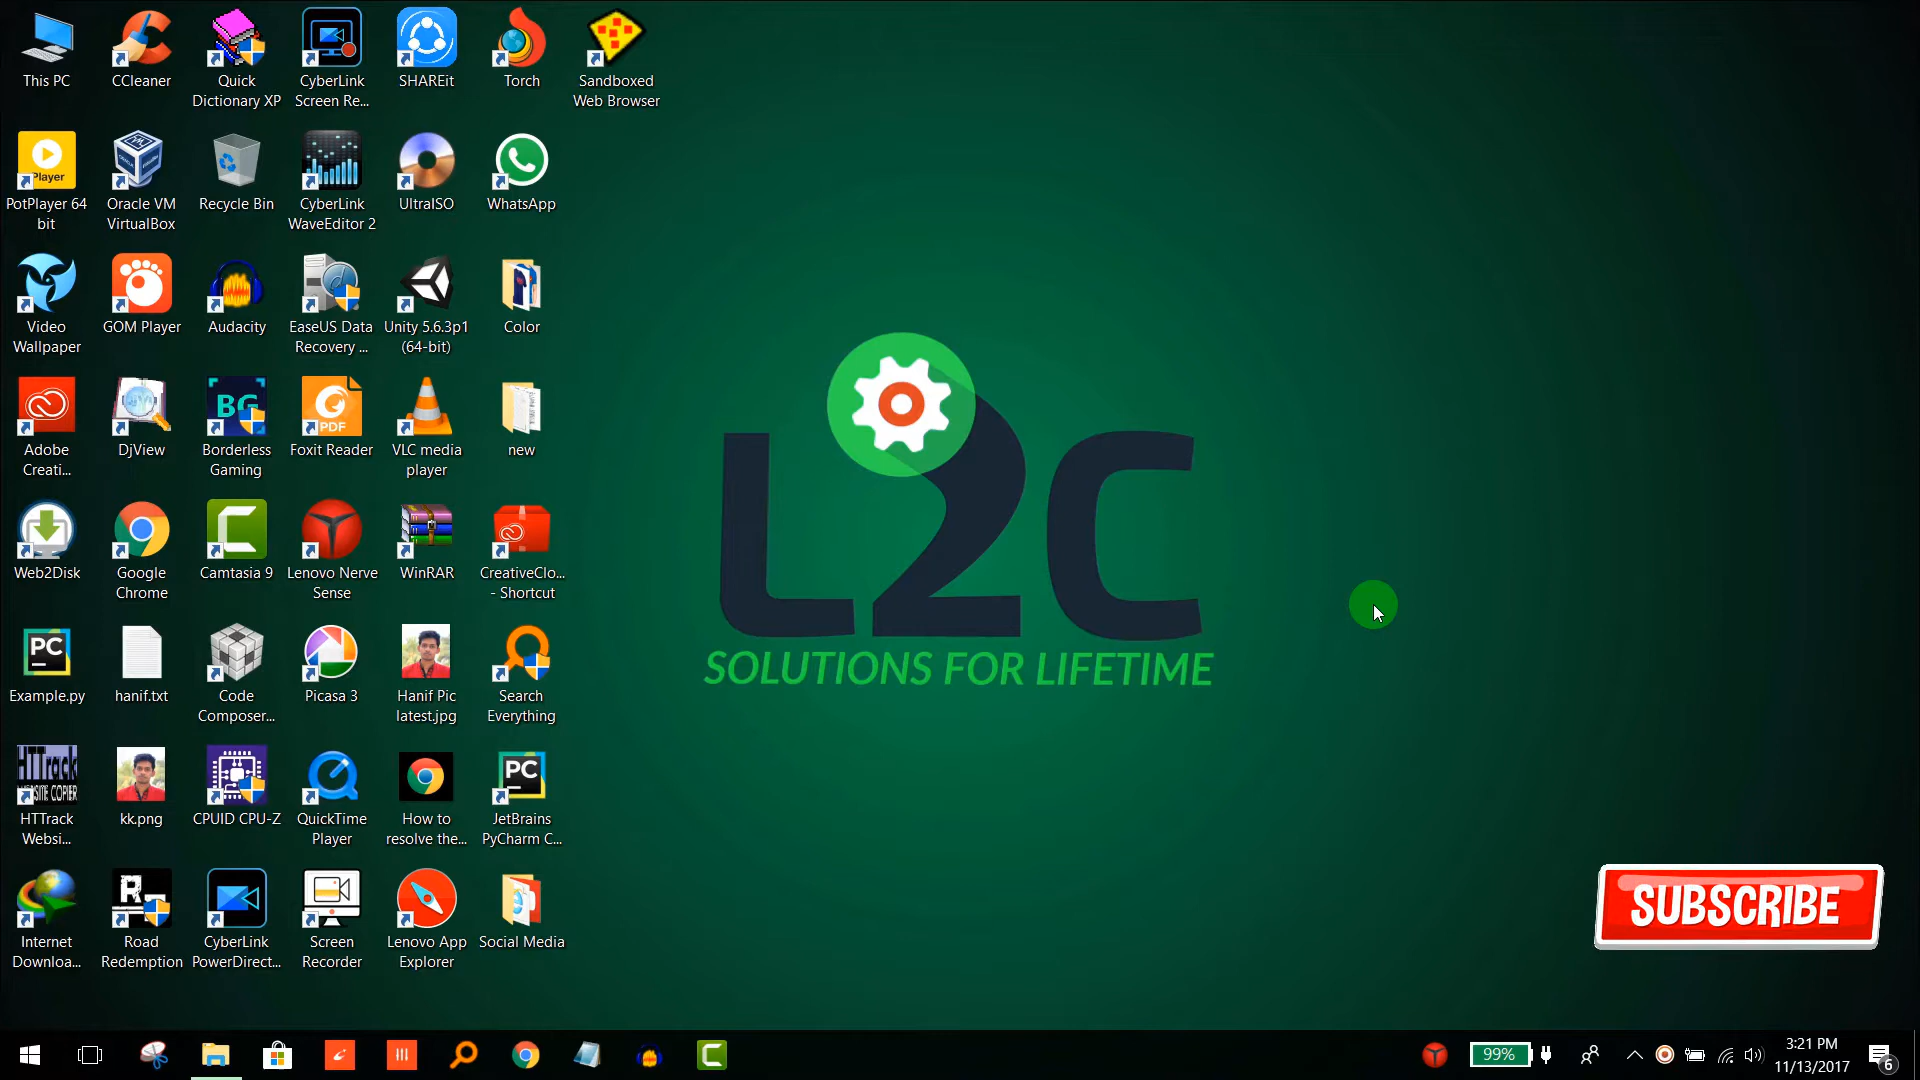 This PC
CCleaner
Quick
Dictionary XP
CyberLink
Screen Re...
SHAREit
Torch
Sandboxed
Web Browser
Player
PotPlayer 64
bit
Oracle VM
VirtualBox
Recycle Bin
CyberLink
WaveEditor 2
UltraISO
WhatsApp
Video
Wallpaper
GOM Player
Audacity
EaseUS Data
Recovery ...
Unity 5.6.3p1
(64-bit)
Color
Adobe
Creati...
DjView
BG
Borderless
Gaming
PDF
Foxit Reader
VLC media
player
new
Web2Disk
Google
Chrome
Camtasia 9
Lenovo Nerve
Sense
WinRAR
CreativeClo...
- Shortcut
PC
Example.py
hanif.txt
Code
Composer...
Picasa 3
Hanif Pic
latest.jpg
Search
Everything
HTTrack
WEBSITE COPIER
HTTrack
Websi...
kk.png
CPUID CPU-Z
QuickTime
Player
How to
resolve the...
PC
JetBrains
PyCharm C...
Internet
Downloa...
R
Road
Redemption
CyberLink
PowerDirect...
Screen
Recorder
Lenovo App
Explorer
Social Media
L2C
SOLUTIONS FOR LIFETIME
SUBSCRIBE
99%
3:21 PM
11/13/2017
6